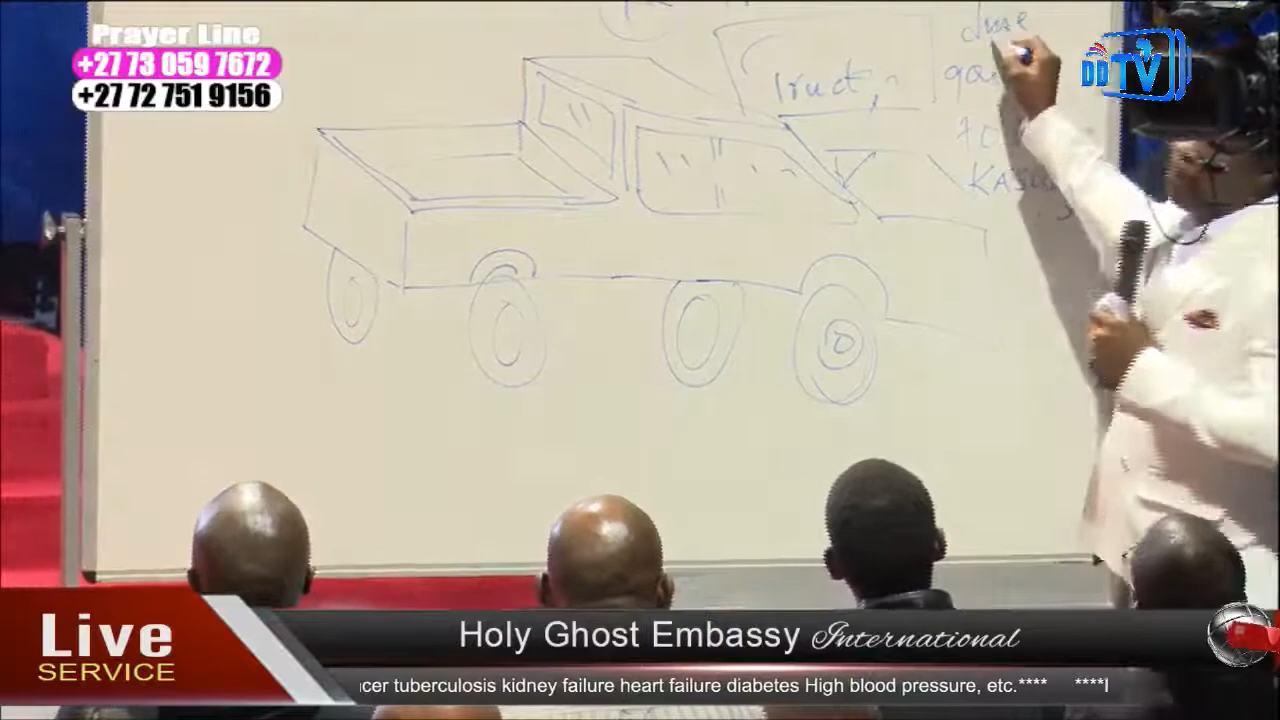 Prayer Line
+27 73 059 7672
+27 72 751 9156
DDTV
Live
SERVICE
Holy Ghost Embassy International
cer tuberculosis kidney failure heart failure diabetes High blood pressure, etc.**** ****